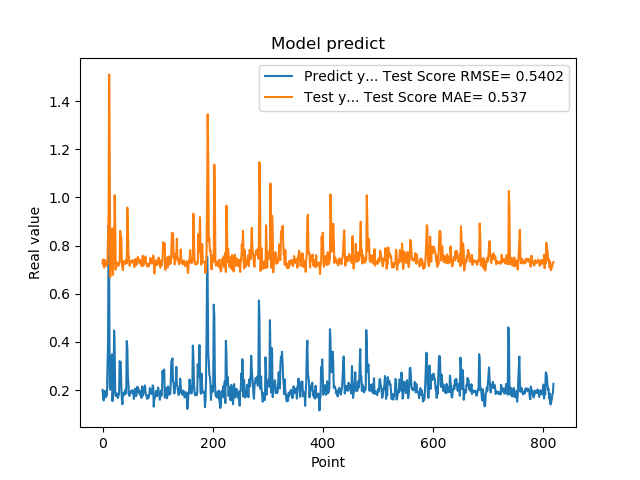 Model predict
Predict y... Test Score RMSE= 0.5402
Test y... Test Score MAE= 0.537
Real value
1.4
1.2
1.0
0.8
0.6
0.4
0.2
0
200
400
600
800
Point